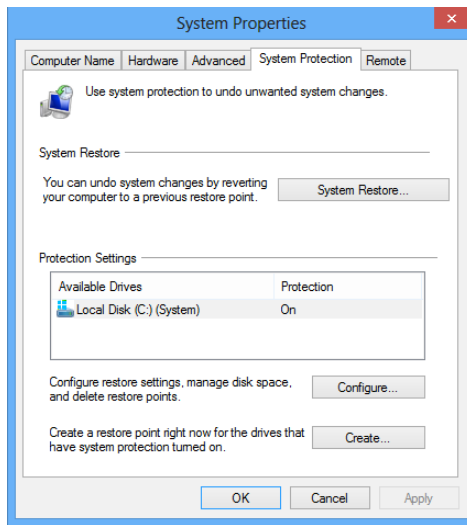 System Properties
Computer Name
Hardware
Advanced
System Protection
Remote
Use system protection to undo unwanted system changes.
System Restore
You can undo system changes by reverting
your computer to a previous restore point.
System Restore...
Protection Settings
Available Drives
Protection
Local Disk (C:) (System)
On
Configure restore settings, manage disk space,
and delete restore points.
Configure...
Create a restore point right now for the drives that
have system protection turned on.
Create...
OK
Cancel
Apply